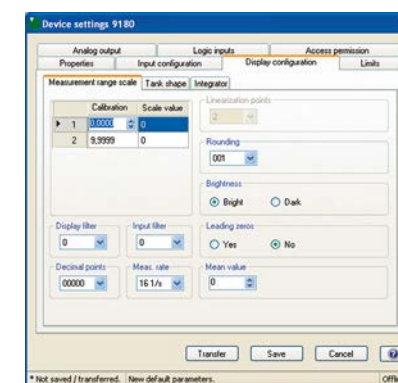 Device settings 9180
Analog output Logic inputs Access permission
Properties Input configuration Display configuration Limits
Measurement range scale Tank shape Integrator
Calibration Scale value
1 0.0000 0
2 9.9999 0
Linearization points
2
Rounding
001
Brightness
Bright Dark
Display filter Input filter Leading zeros
0 0 Yes No
Decimal points Meas. rate Mean value
00000 16 1/s 0
Transfer Save Cancel
* Not saved / transferred. New default parameters.